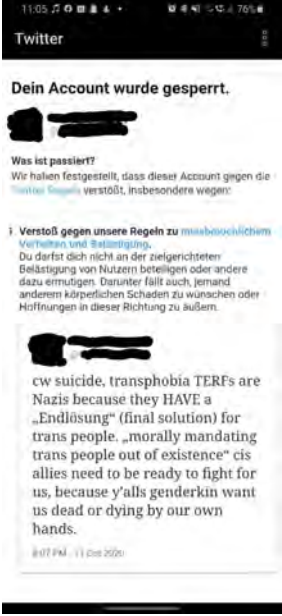 11:05
76%
Twitter
Dein Account wurde gesperrt.
Was ist passiert?
Wir haben festgestellt, dass dieser Account gegen die
Twitter Regeln verstößt, insbesondere wegen:
Verstoß gegen unsere Regeln zu missbräuchlichem
Verhalten und Belästigung.
Du darfst dich nicht an der zielgerichteten
Belästigung von Nutzern beteiligen oder andere
dazu ermutigen. Darunter fällt auch, jemand
anderem körperlichen Schaden zu wünschen oder
Hoffnungen in dieser Richtung zu äußern.
cw suicide, transphobia TERFs are
Nazis because they HAVE a
„Endlösung“ (final solution) for
trans people. „morally mandating
trans people out of existence“ cis
allies need to be ready to fight for
us, because y'alls genderkin want
us dead or dying by our own
hands.
8:07 PM · 11 Oct 2020